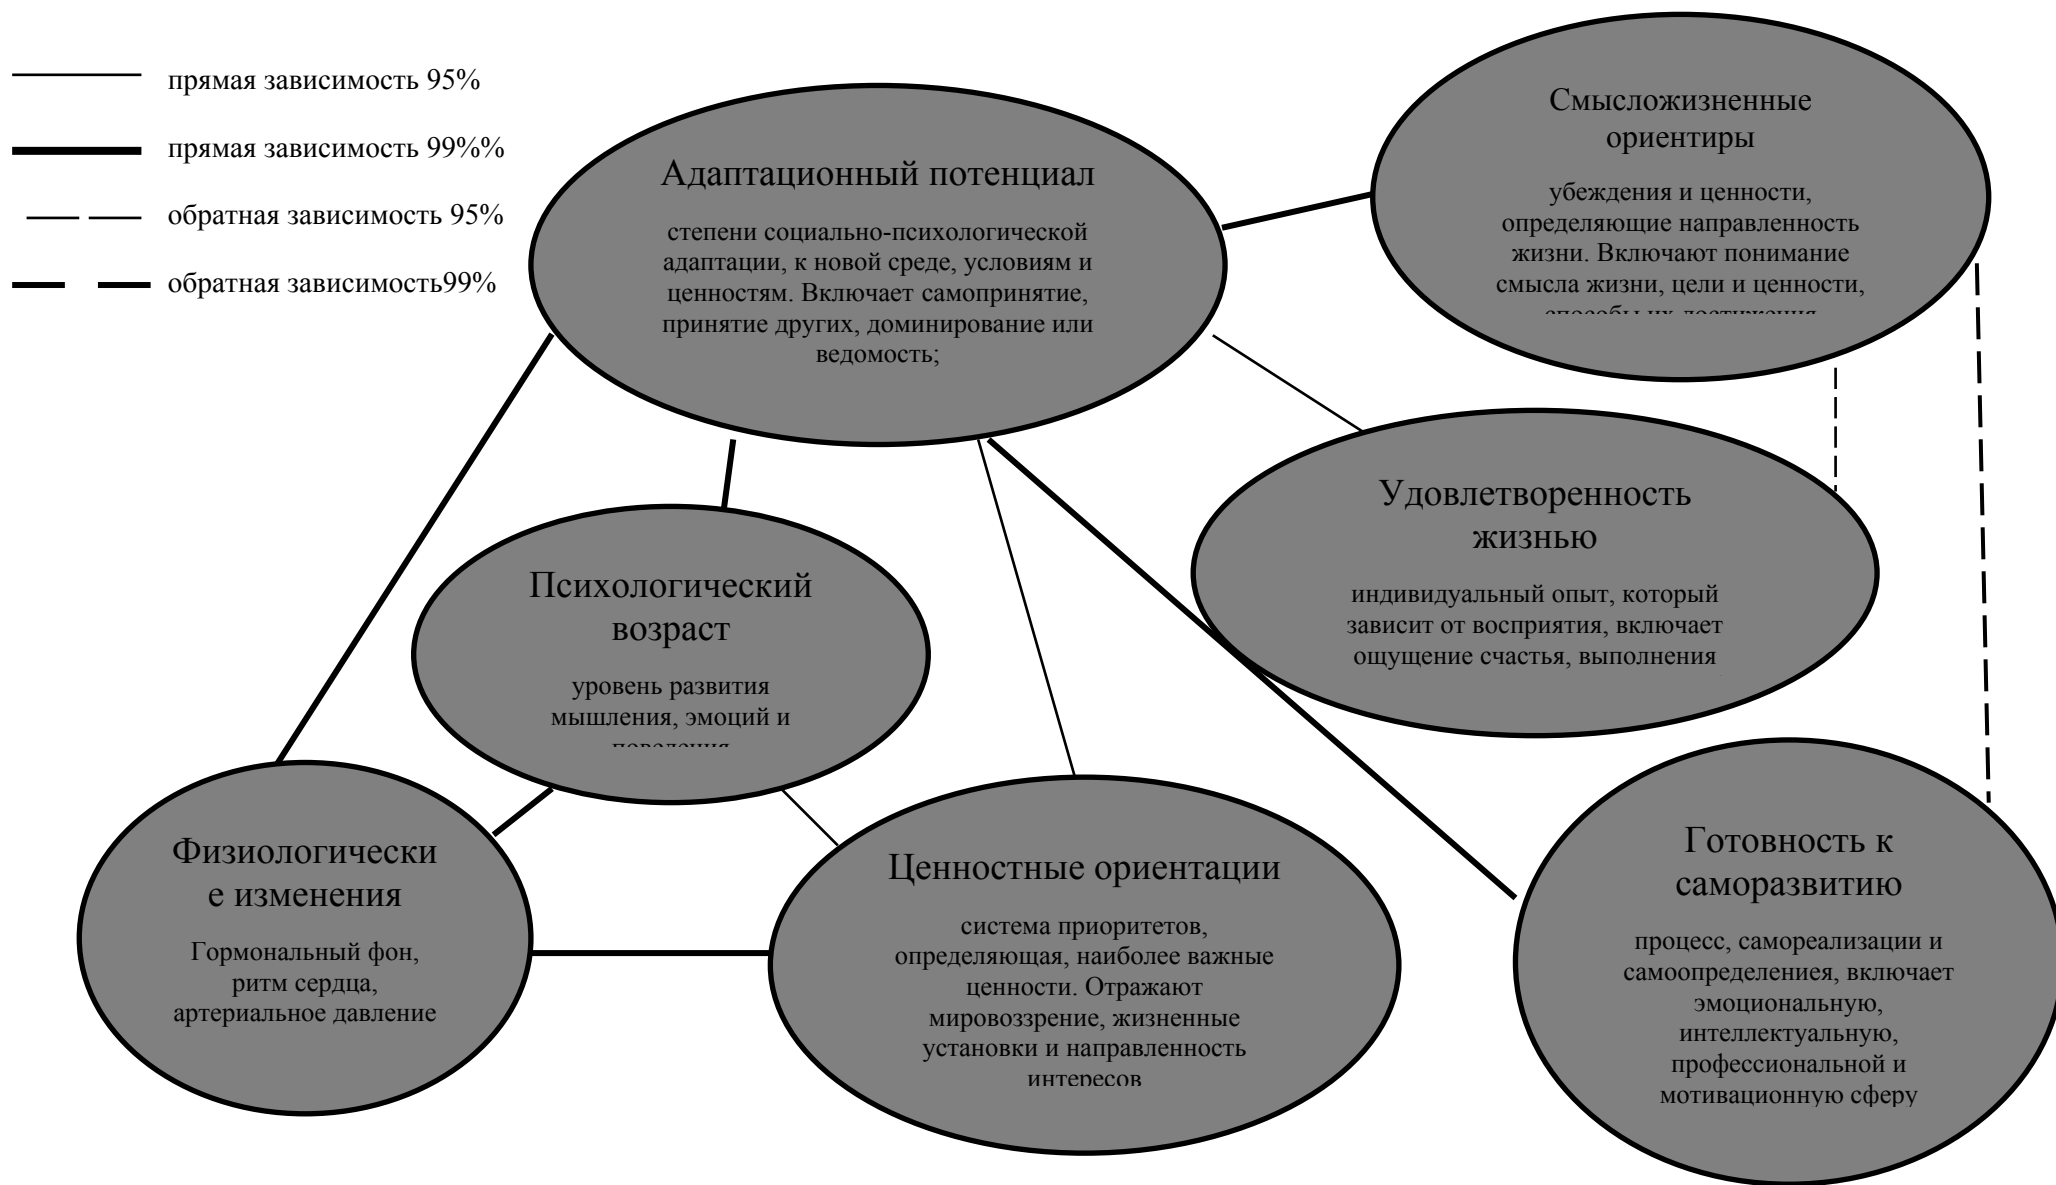 прямая зависимость 95%
прямая зависимость 99%%
обратная зависимость 95%
обратная зависимость99%
Адаптационный потенциал
степени социально-психологической
адаптации, к новой среде, условиям и
ценностям. Включает самопринятие,
принятие других, доминирование или
ведомость;
Смысложизненные
ориентиры
убеждения и ценности,
определяющие направленность
жизни. Включают понимание
смысла жизни, цели и ценности,
способы их достижения
Удовлетворенность
жизнью
индивидуальный опыт, который
зависит от восприятия, включает
ощущение счастья, выполнения
Психологический
возраст
уровень развития
мышления, эмоций и
поведения
Физиологически
е изменения
Гормональный фон,
ритм сердца,
артериальное давление
Ценностные ориентации
система приоритетов,
определяющая, наиболее важные
ценности. Отражают
мировоззрение, жизненные
установки и направленность
интересов
Готовность к
саморазвитию
процесс, самореализации и
самоопределениея, включает
эмоциональную,
интеллектуальную,
профессиональной и
мотивационную сферу